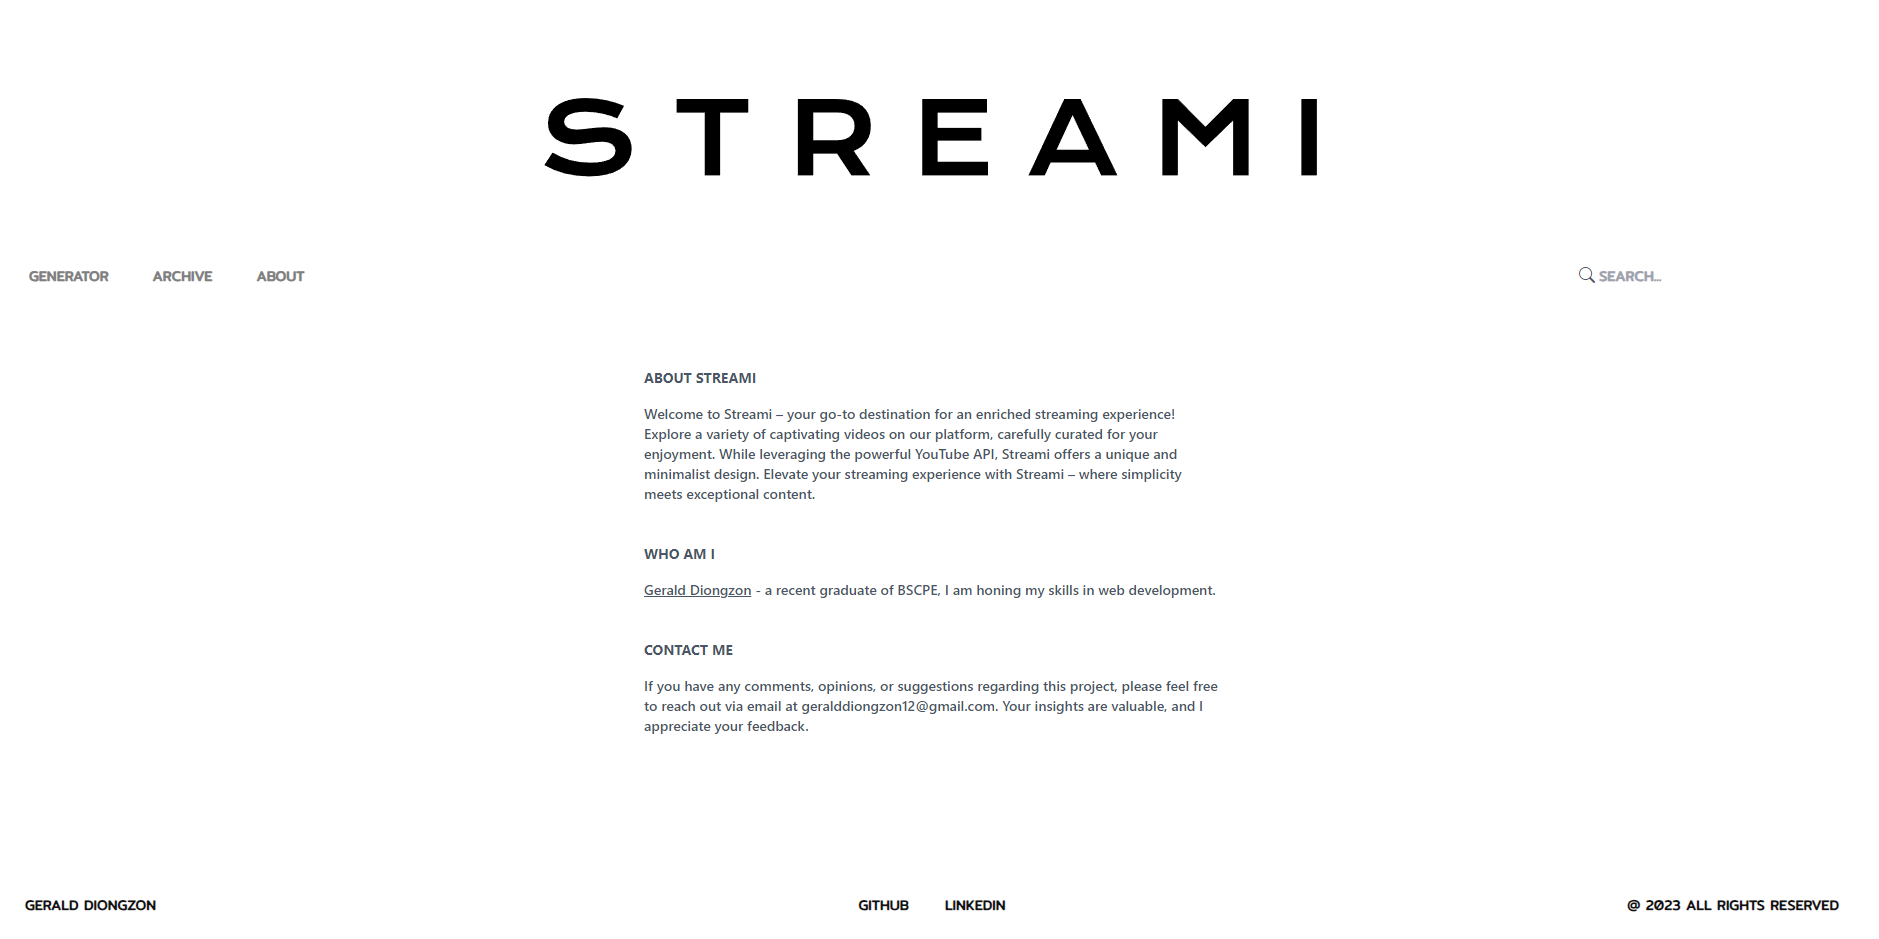 STREAMI
GENERATOR ARCHIVE ABOUT SEARCH...
ABOUT STREAMI
Welcome to Streami – your go-to destination for an enriched streaming experience!
Explore a variety of captivating videos on our platform, carefully curated for your
enjoyment. While leveraging the powerful YouTube API, Streami offers a unique and
minimalist design. Elevate your streaming experience with Streami – where simplicity
meets exceptional content.
WHO AM I
Gerald Diongzon - a recent graduate of BSCPE, I am honing my skills in web development.
CONTACT ME
If you have any comments, opinions, or suggestions regarding this project, please feel free
to reach out via email at geralddiongzon12@gmail.com. Your insights are valuable, and I
appreciate your feedback.
GERALD DIONGZON GITHUB LINKEDIN @ 2023 ALL RIGHTS RESERVED